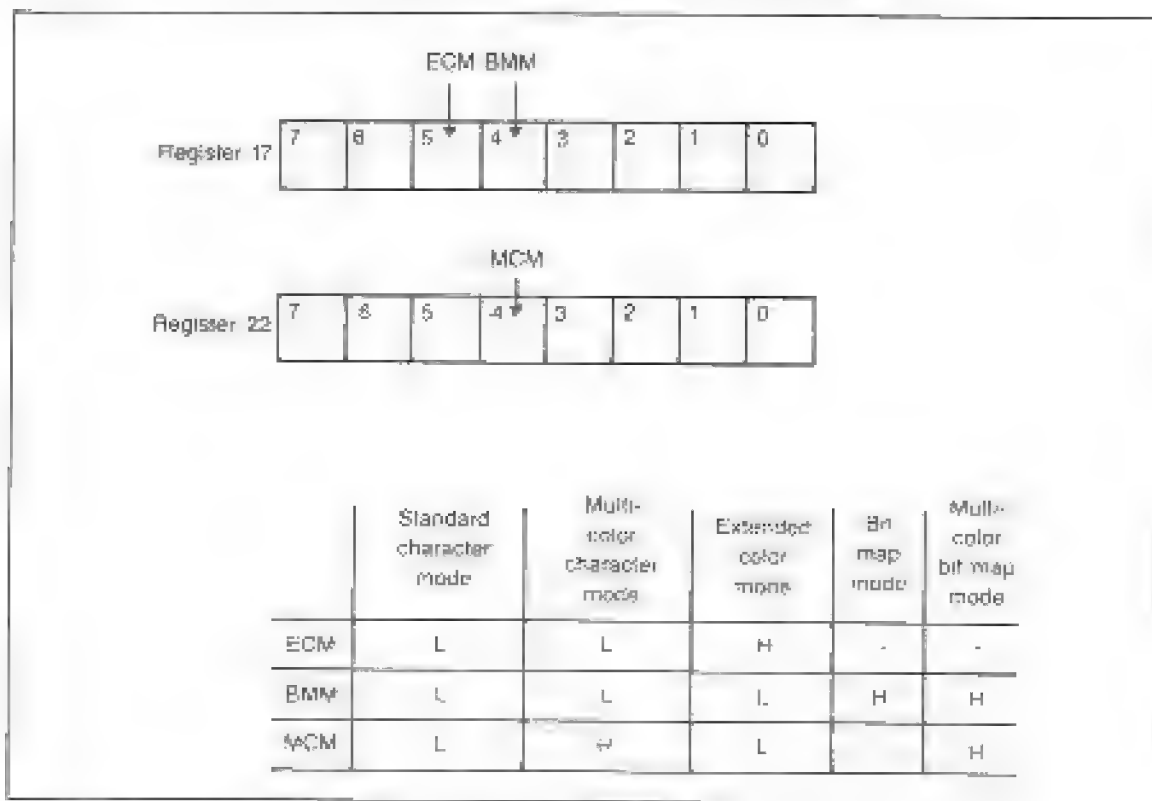 ECM BMM
Register 17 7 6 5 4 3 2 1 0
MCM
Register 22 7 6 5 4 3 2 1 0
Standard character mode
Multi-color character mode
Extended color mode
Bit map mode
Multi-color bit map mode
ECM L L H - -
BMM L L L H H
MCM L H L H